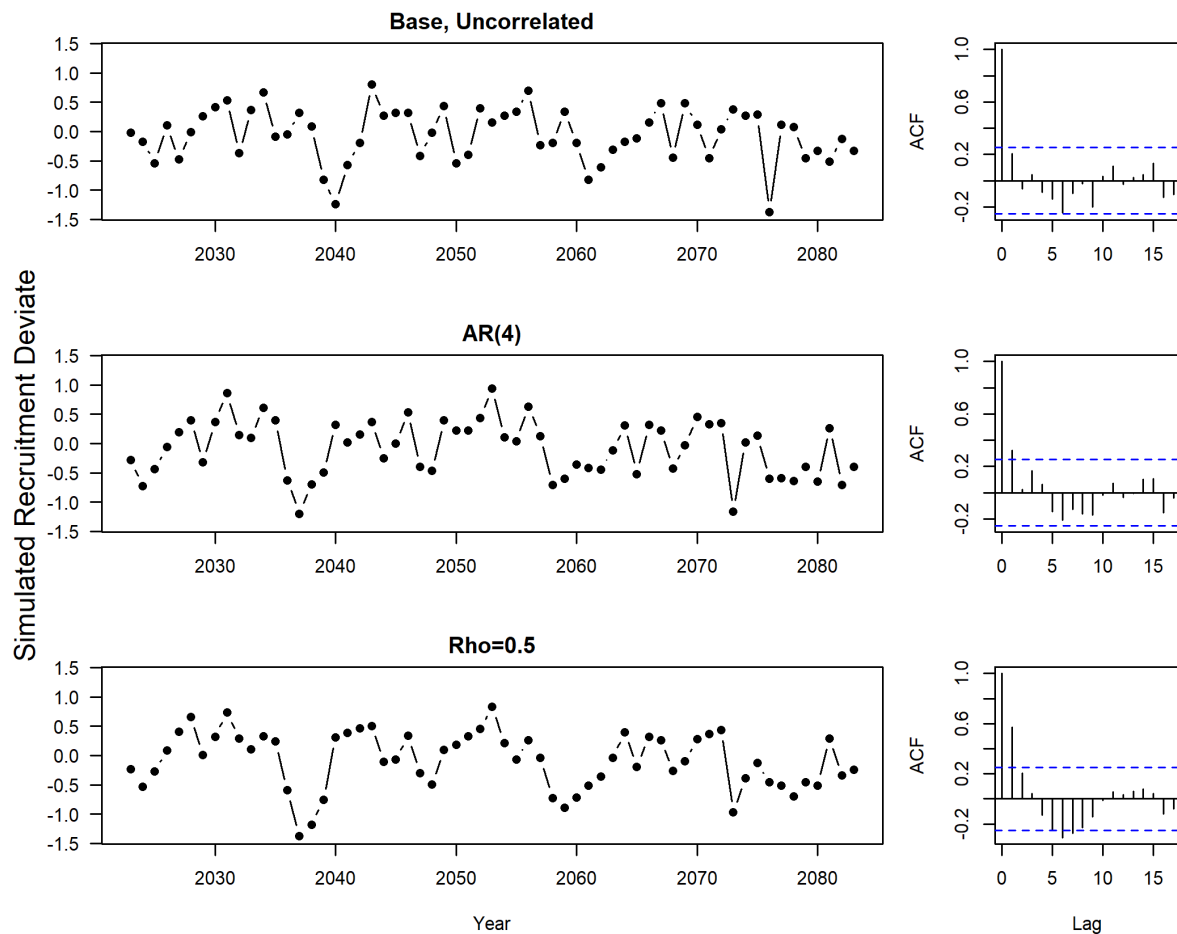 Base, Uncorrelated
1.5
1.0
0.5
0.0
-0.5
-1.0
-1.5
2030 2040 2050 2060 2070 2080
ACF
1.0
0.6
0.2
-0.2
0 5 10 15
Simulated Recruitment Deviate
AR(4)
1.5
1.0
0.5
0.0
-0.5
-1.0
-1.5
2030 2040 2050 2060 2070 2080
ACF
1.0
0.6
0.2
-0.2
0 5 10 15
Rho=0.5
1.5
1.0
0.5
0.0
-0.5
-1.0
-1.5
2030 2040 2050 2060 2070 2080
Year
ACF
1.0
0.6
0.2
-0.2
0 5 10 15
Lag